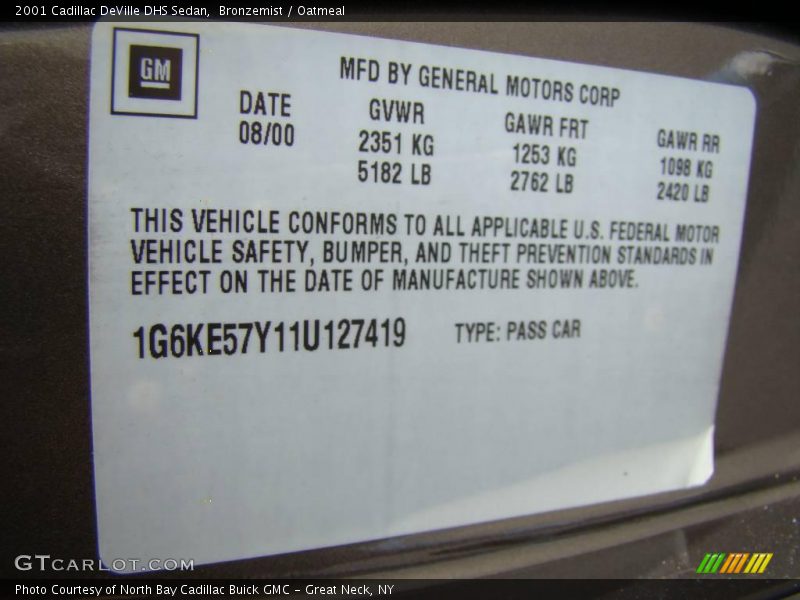 2001 Cadillac DeVille DHS Sedan, Bronzemist / Oatmeal
GM
MFD BY GENERAL MOTORS CORP
DATE GVWR GAWR FRT GAWR RR
08/00 2351 KG 1253 KG 1098 KG
5182 LB 2762 LB 2420 LB
THIS VEHICLE CONFORMS TO ALL APPLICABLE U.S. FEDERAL MOTOR
VEHICLE SAFETY, BUMPER, AND THEFT PREVENTION STANDARDS IN
EFFECT ON THE DATE OF MANUFACTURE SHOWN ABOVE.
1G6KE57Y11U127419 TYPE: PASS CAR
GTCARLOT.COM
Photo Courtesy of North Bay Cadillac Buick GMC - Great Neck, NY